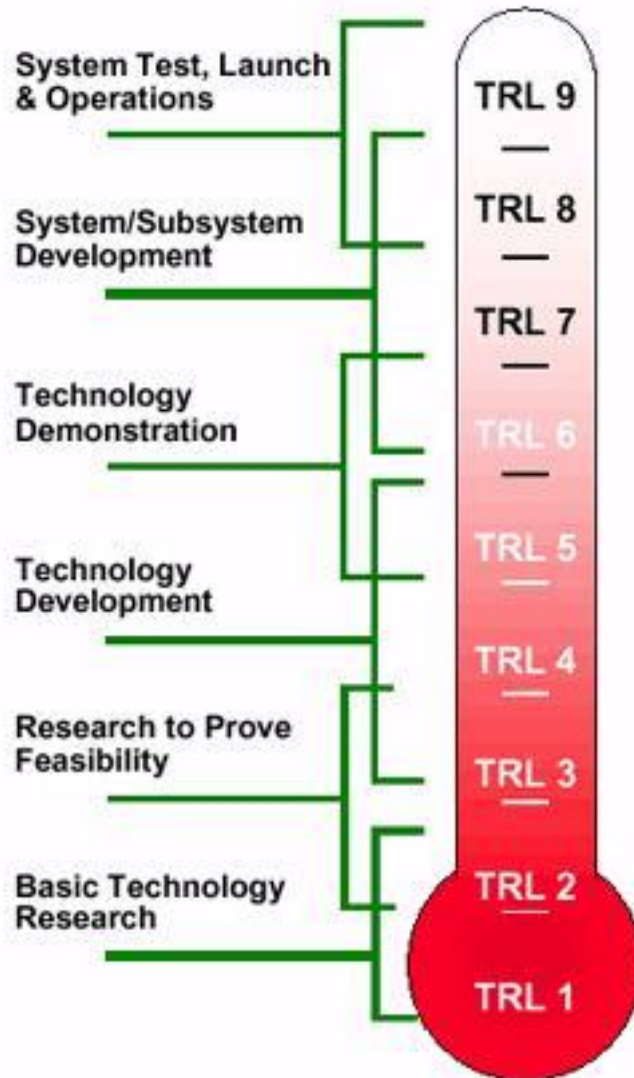 System Test, Launch
& Operations
System/Subsystem
Development
Technology
Demonstration
Technology
Development
Research to Prove
Feasibility
Basic Technology
Research
TRL 9
TRL 8
TRL 7
TRL 6
TRL 5
TRL 4
TRL 3
TRL 2
TRL 1